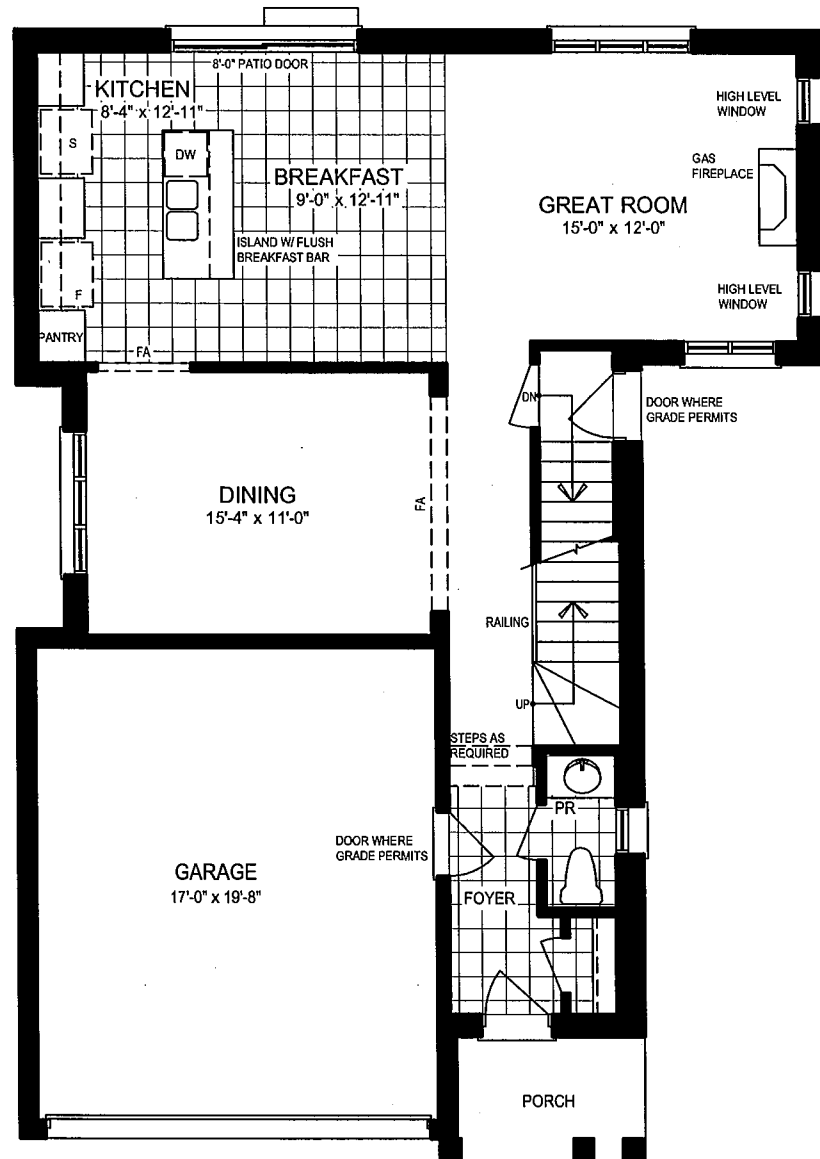 8'-0" PATIO DOOR
KITCHEN
8'-4" x 12'-11"
HIGH LEVEL
WINDOW
S
DW
GAS
FIREPLACE
BREAKFAST
9'-0" x 12'-11"
GREAT ROOM
15'-0" x 12'-0"
ISLAND W/ FLUSH
BREAKFAST BAR
F
HIGH LEVEL
WINDOW
PANTRY
FA
DN
DOOR WHERE
GRADE PERMITS
DINING
15'-4" x 11'-0"
FA
RAILING
UP
STEPS AS
REQUIRED
PR
DOOR WHERE
GRADE PERMITS
GARAGE
17'-0" x 19'-8"
FOYER
PORCH